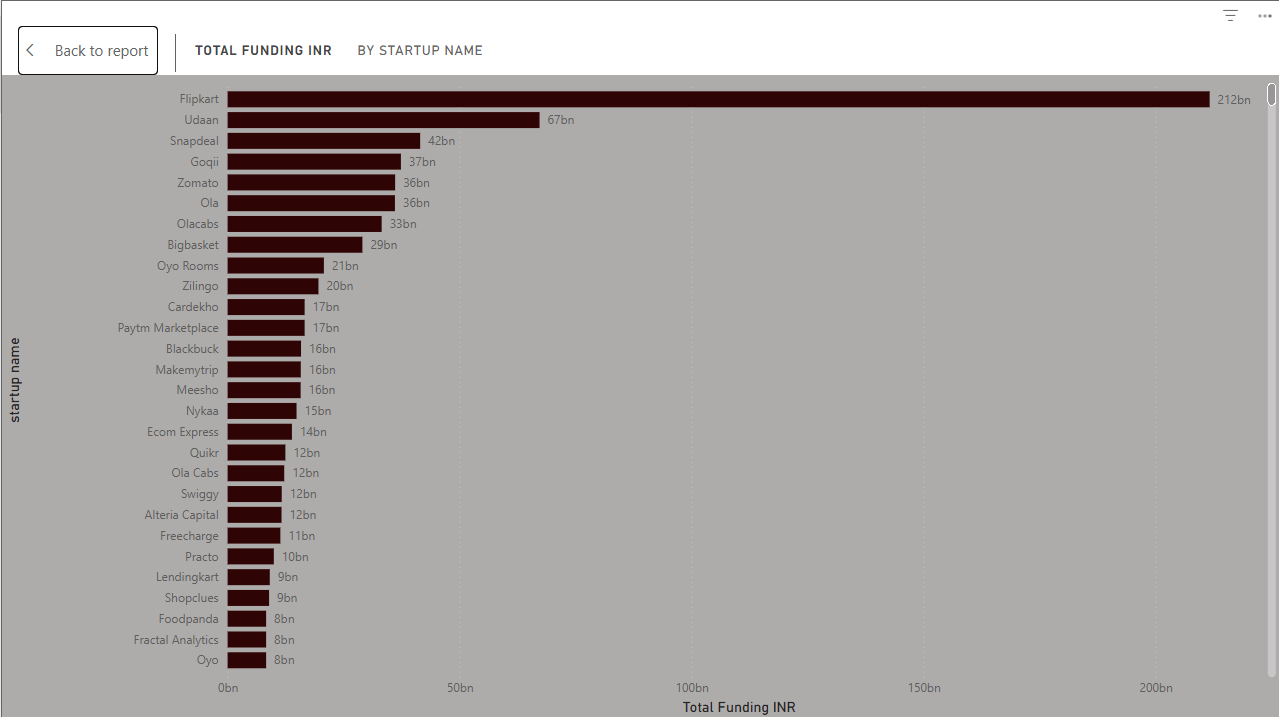 Back to report
TOTAL FUNDING INR BY STARTUP NAME
Flipkart 212bn
Udaan 67bn
Snapdeal 42bn
Goqii 37bn
Zomato 36bn
Ola 36bn
Olacabs 33bn
Bigbasket 29bn
Oyo Rooms 21bn
Zilingo 20bn
Cardekho 17bn
Paytm Marketplace 17bn
Blackbuck 16bn
Makemytrip 16bn
Meesho 16bn
Nykaa 15bn
Ecom Express 14bn
Quikr 12bn
Ola Cabs 12bn
Swiggy 12bn
Alteria Capital 12bn
Freecharge 11bn
Practo 10bn
Lendingkart 9bn
Shopclues 9bn
Foodpanda 8bn
Fractal Analytics 8bn
Oyo 8bn
startup name
0bn 50bn 100bn 150bn 200bn
Total Funding INR